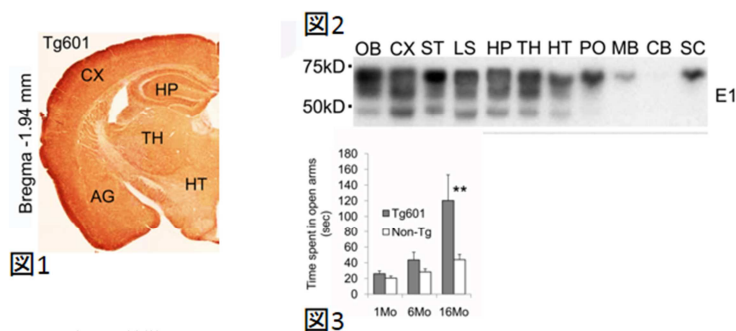 Tg601
CX
HP
TH
AG
HT
Bregma -1.94 mm
図1
図2
OB CX ST LS HP TH HT PO MB CB SC
75kD
50kD
E1
Time spent in open arms (sec)
180
160
140
120
100
80
60
40
20
0
**
Tg601
Non-Tg
1Mo 6Mo 16Mo
図3